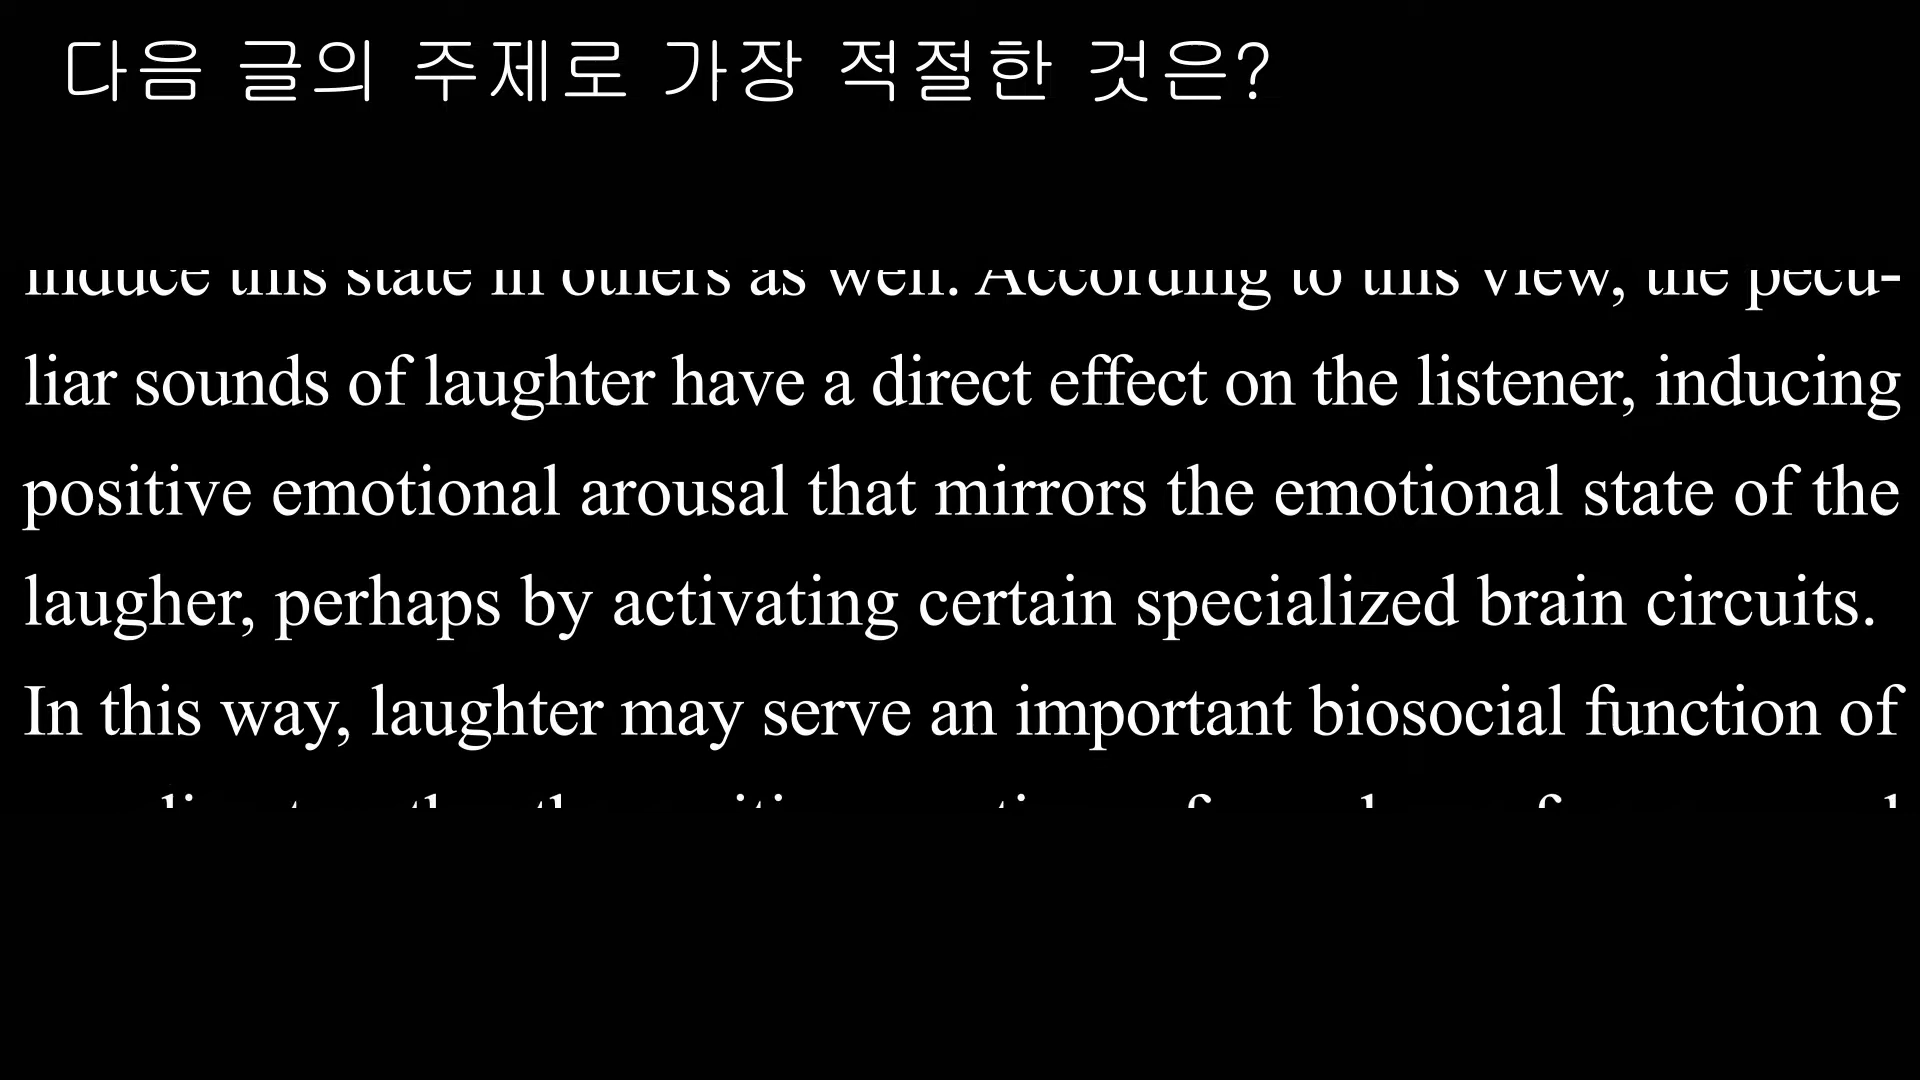 다음 글의 주제로 가장 적절한 것은?
induce this state in others as well. According to this view, the pecu-
liar sounds of laughter have a direct effect on the listener, inducing
positive emotional arousal that mirrors the emotional state of the
laugher, perhaps by activating certain specialized brain circuits.
In this way, laughter may serve an important biosocial function of